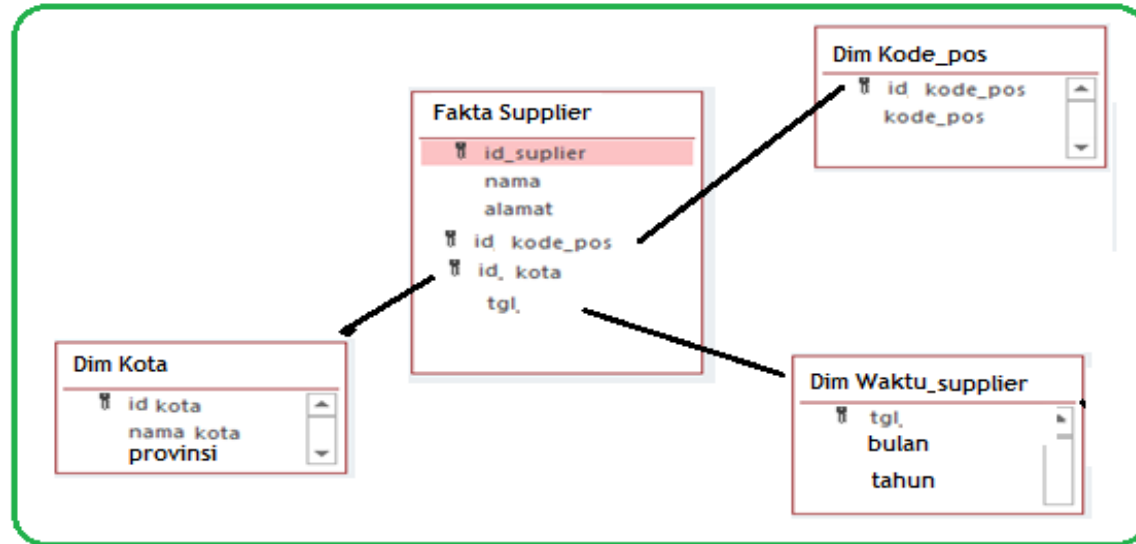 Dim Kode_pos
id kode_pos
kode_pos
Fakta Supplier
id_suplier
nama
alamat
id kode_pos
id. kota
tgl.
Dim Kota
id kota
nama kota
provinsi
Dim Waktu_supplier
tgl.
bulan
tahun